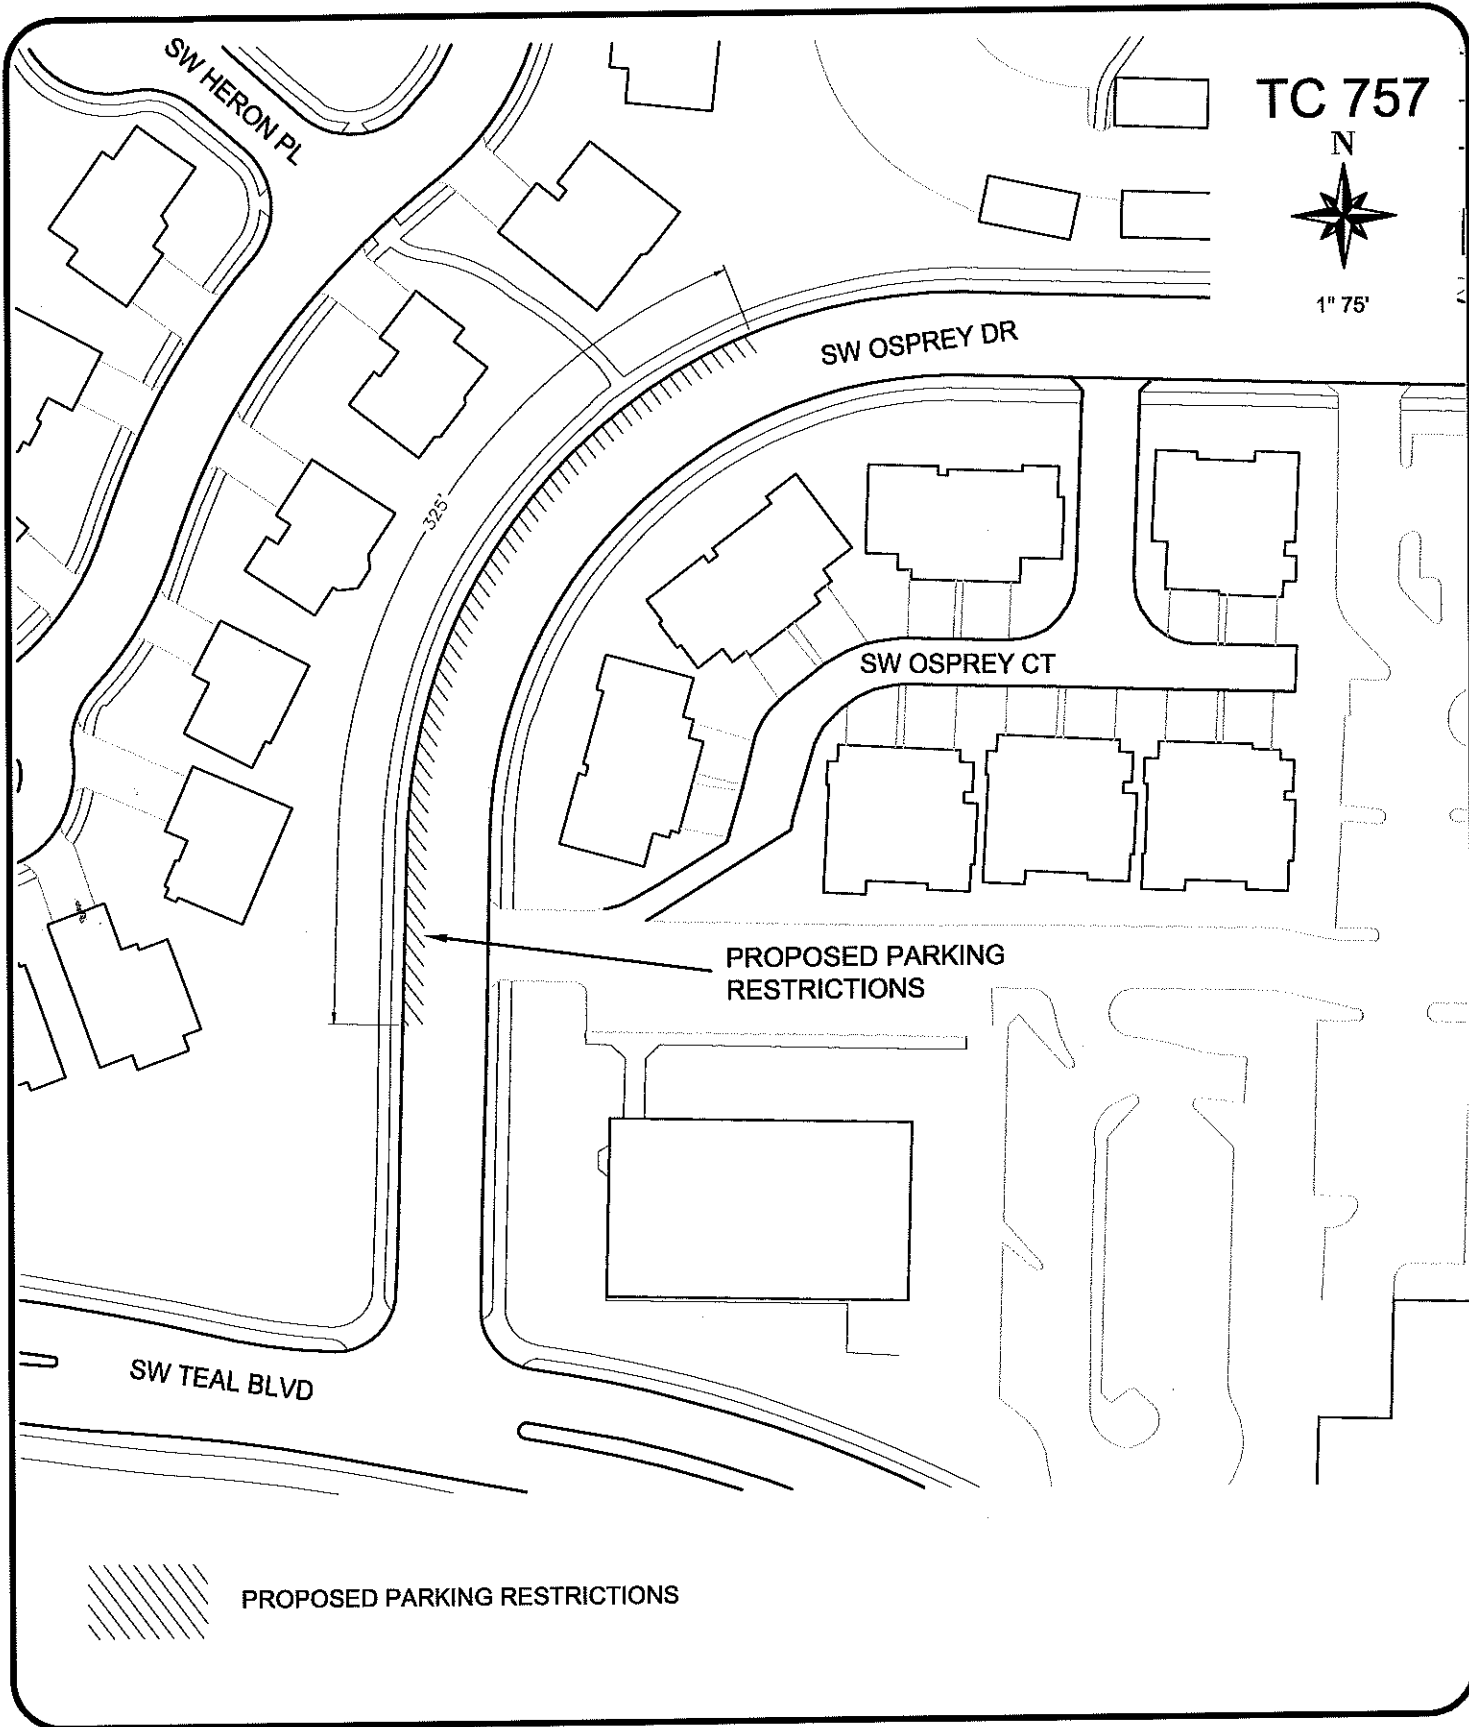 SW HERON PL
TC 757
N
1" 75'
SW OSPREY DR
325'
SW OSPREY CT
PROPOSED PARKING
RESTRICTIONS
SW TEAL BLVD
PROPOSED PARKING RESTRICTIONS